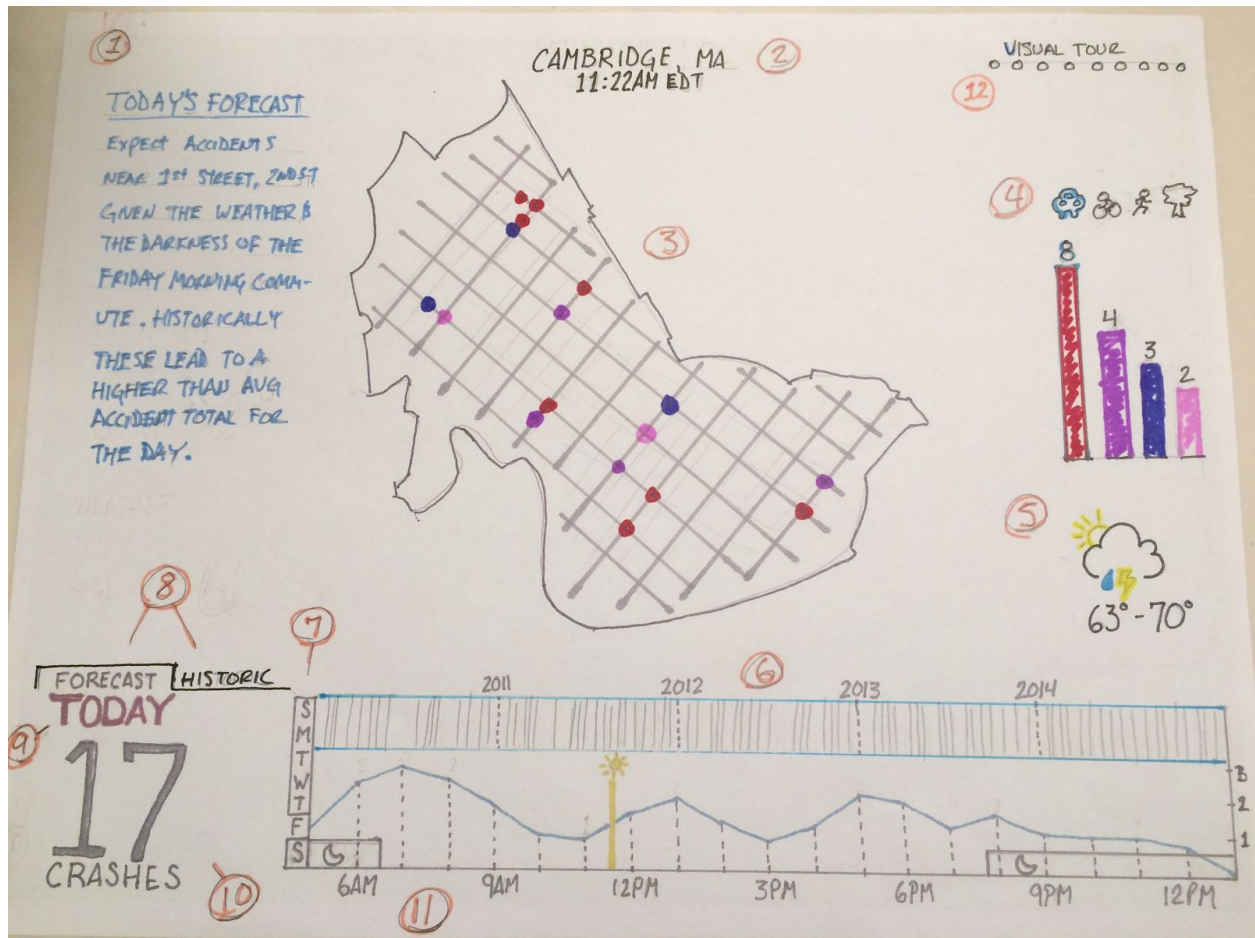 1
CAMBRIDGE, MA
11:22AM EDT
2
VISUAL TOUR
12
TODAY'S FORECAST
EXPECT ACCIDENTS
NEAR 1ST STREET, 2ND ST
GIVEN THE WEATHER &
THE DARKNESS OF THE
FRIDAY MORNING COMM-
UTE. HISTORICALLY
THESE LEAD TO A
HIGHER THAN AVG
ACCIDENT TOTAL FOR
THE DAY.
3
4
8
4
3
2
5
63°-70°
8
7
6
FORECAST
HISTORIC
TODAY
9
17
CRASHES
10
2011
2012
2013
2014
S
M
T
W
T
F
S
3
2
1
6AM
9AM
12PM
3PM
6PM
9PM
12PM
11